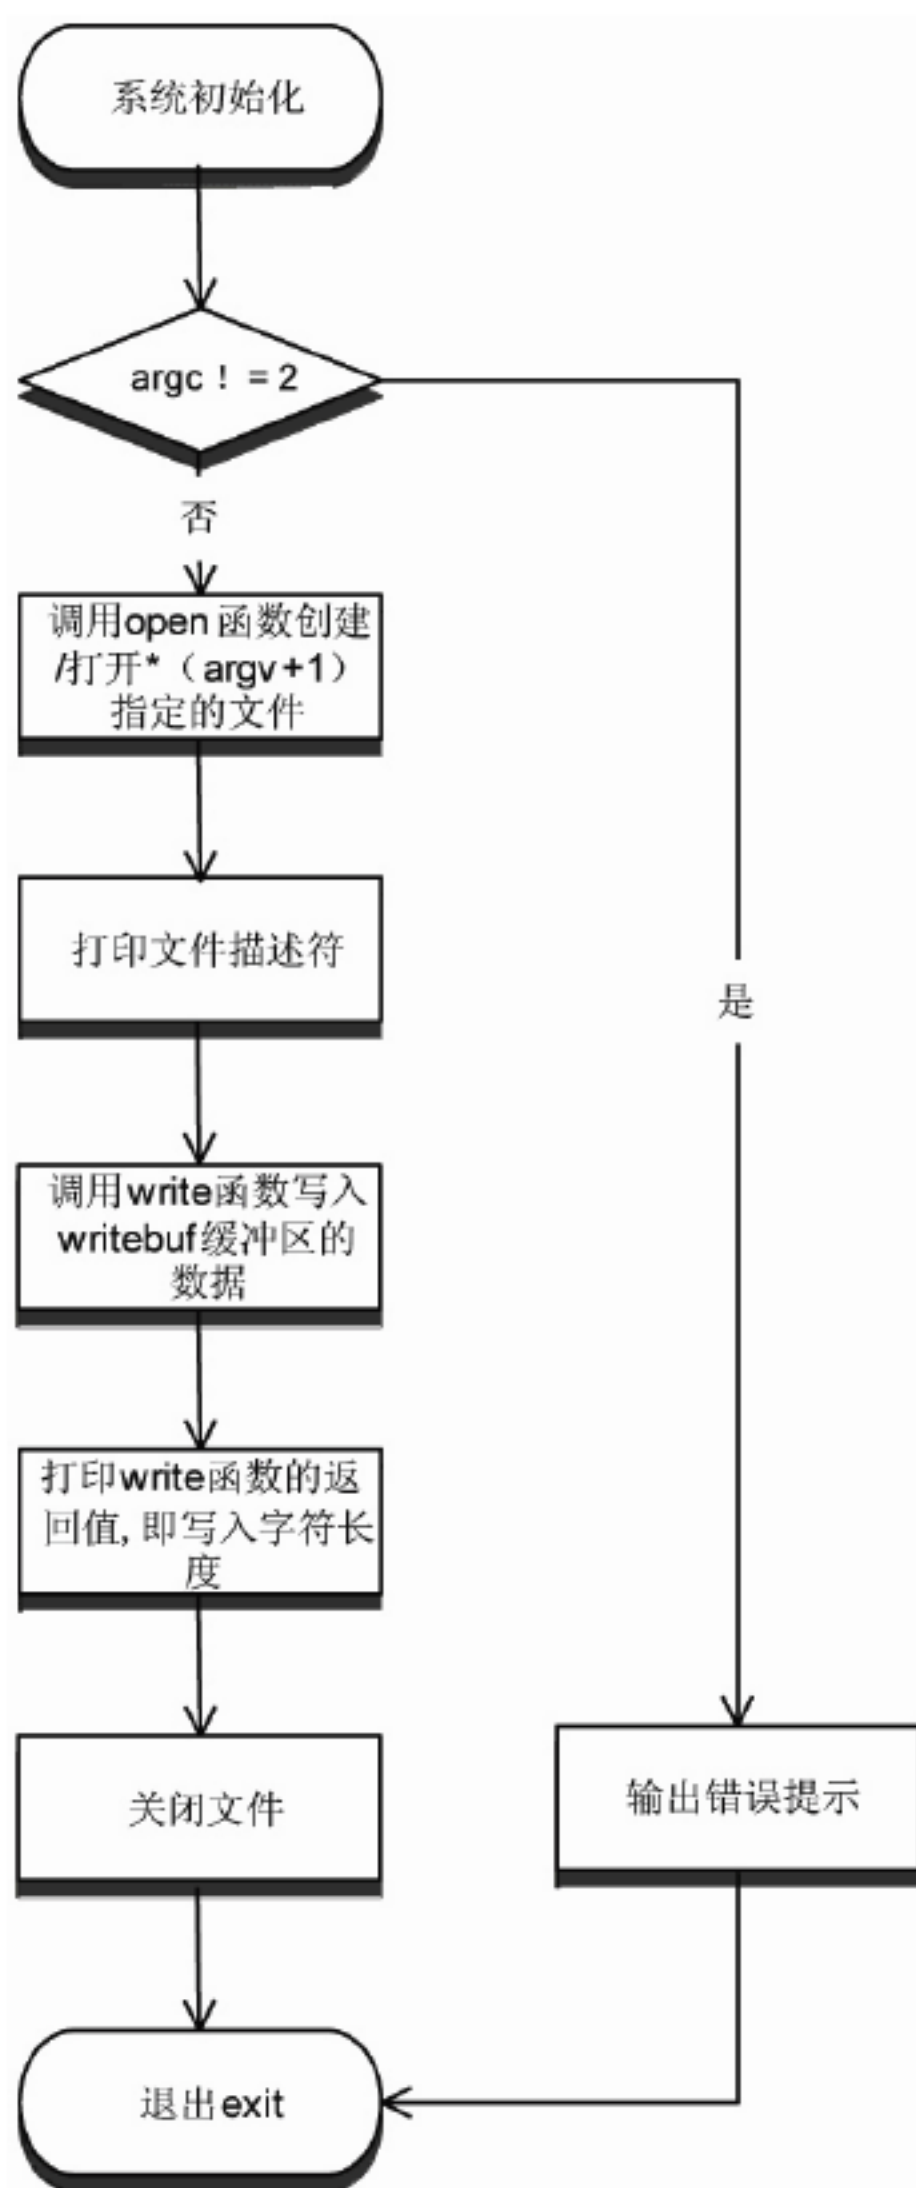 系统初始化
argc ! = 2
否
调用open 函数创建
/打开*（argv+1）
指定的文件
打印文件描述符
是
调用write函数写入
writebuf缓冲区的
数据
打印write函数的返
回值, 即写入字符长
度
关闭文件
输出错误提示
退出exit